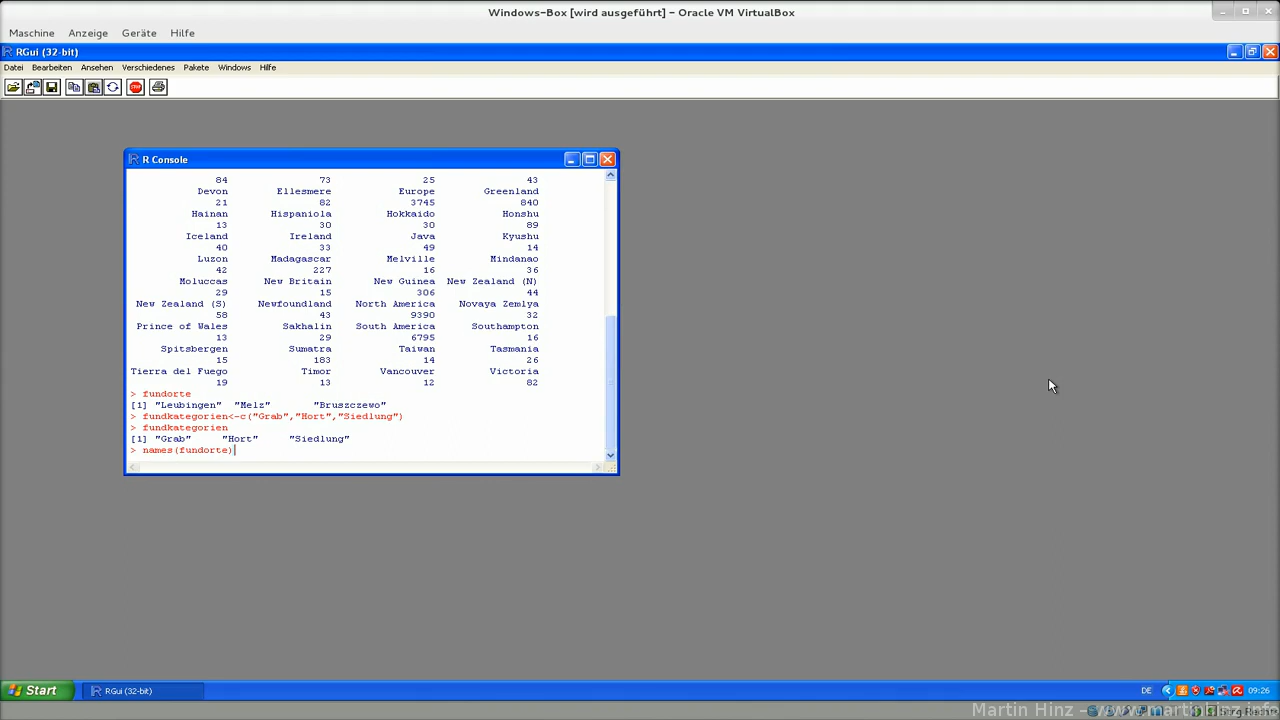 Windows-Box [wird ausgeführt] – Oracle VM VirtualBox
Maschine Anzeige Geräte Hilfe
RGui (32-bit)
Datei Bearbeiten Ansehen Verschiedenes Pakete Windows Hilfe
STOP
R Console
84 73 25 43
Devon Ellesmere Europe Greenland
21 82 3745 840
Hainan Hispaniola Hokkaido Honshu
13 30 30 89
Iceland Ireland Java Kyushu
40 33 49 14
Luzon Madagascar Melville Mindanao
42 227 16 36
Moluccas New Britain New Guinea New Zealand (N)
29 15 306 44
New Zealand (S) Newfoundland North America Novaya Zemlya
58 43 9390 32
Prince of Wales Sakhalin South America Southampton
13 29 6795 16
Spitsbergen Sumatra Taiwan Tasmania
15 183 14 26
Tierra del Fuego Timor Vancouver Victoria
19 13 12 82
> fundorte
[1] "Leubingen" "Melz" "Bruszczewo"
> fundkategorien<-c("Grab","Hort","Siedlung")
> fundkategorien
[1] "Grab" "Hort" "Siedlung"
> names(fundorte)
Start RGui (32-bit) DE 09:26
Martin Hinz - www.martinhinz.info